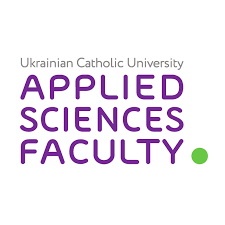 Ukrainian Catholic University
APPLIED
SCIENCES
FACULTY